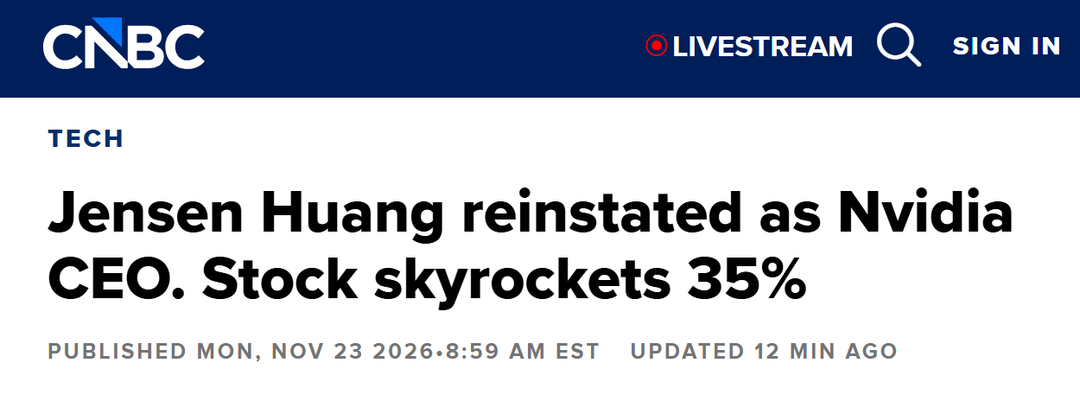 CNBC
LIVESTREAM
SIGN IN
TECH
Jensen Huang reinstated as Nvidia
CEO. Stock skyrockets 35%
PUBLISHED MON, NOV 23 2026•8:59 AM EST
UPDATED 12 MIN AGO